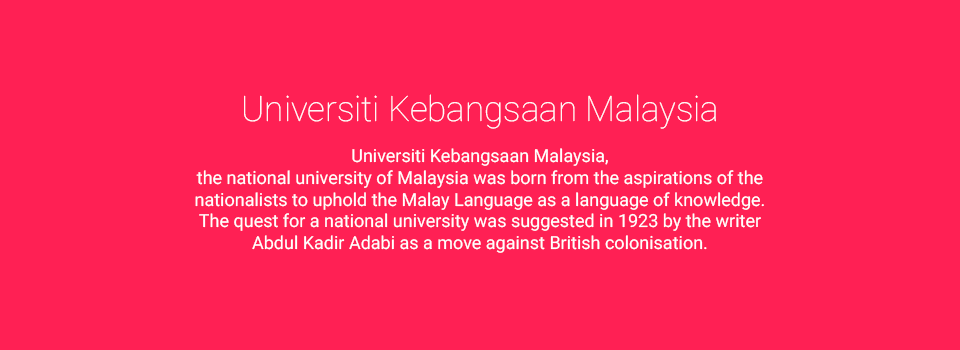 Universiti Kebangsaan Malaysia
Universiti Kebangsaan Malaysia,
the national university of Malaysia was born from the aspirations of the
nationalists to uphold the Malay Language as a language of knowledge.
The quest for a national university was suggested in 1923 by the writer
Abdul Kadir Adabi as a move against British colonisation.